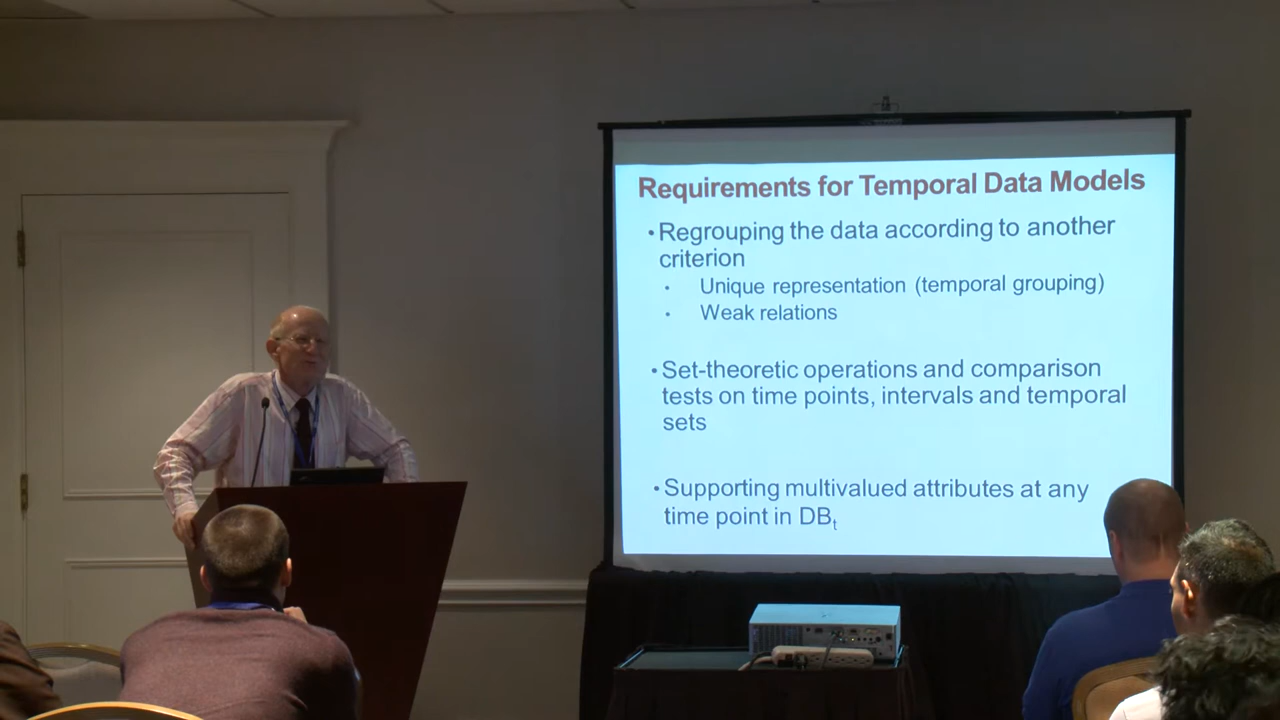 Requirements for Temporal Data Models
• Regrouping the data according to another
criterion
• Unique representation (temporal grouping)
• Weak relations
• Set-theoretic operations and comparison
tests on time points, intervals and temporal
sets
• Supporting multivalued attributes at any
time point in DBt